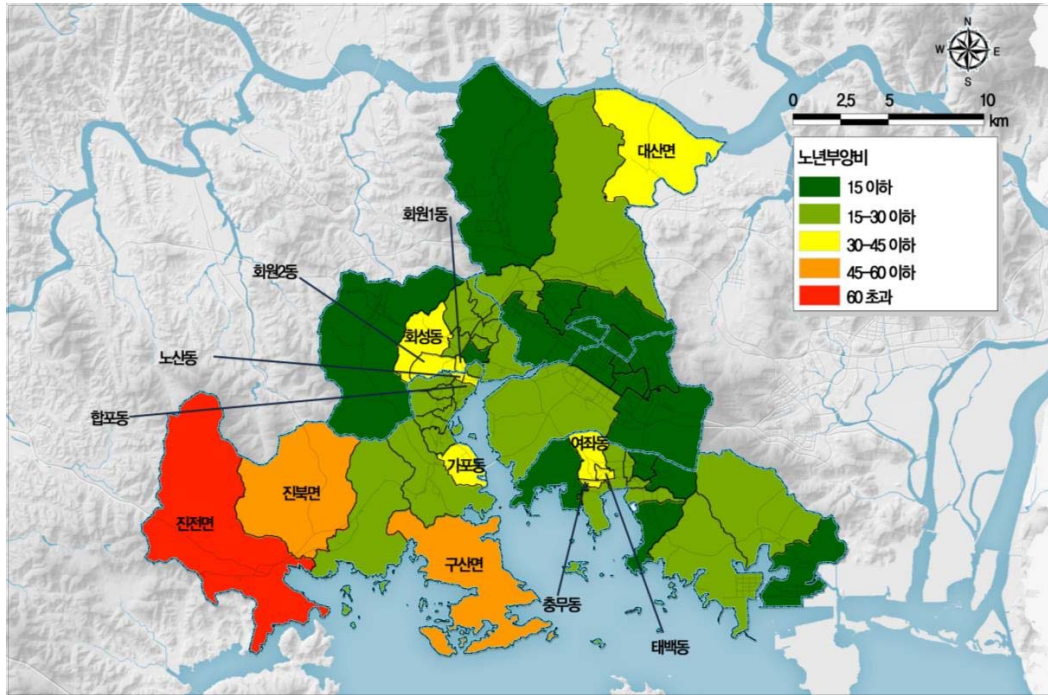 N
W E
S
0 2.5 5 10
km
노년부양비
15 이하
15-30 이하
30-45 이하
45-60 이하
60 초과
대산면
회원1동
회원2동
회성동
노산동
합포동
여좌동
가포동
진북면
진전면
구산면
충무동
태백동